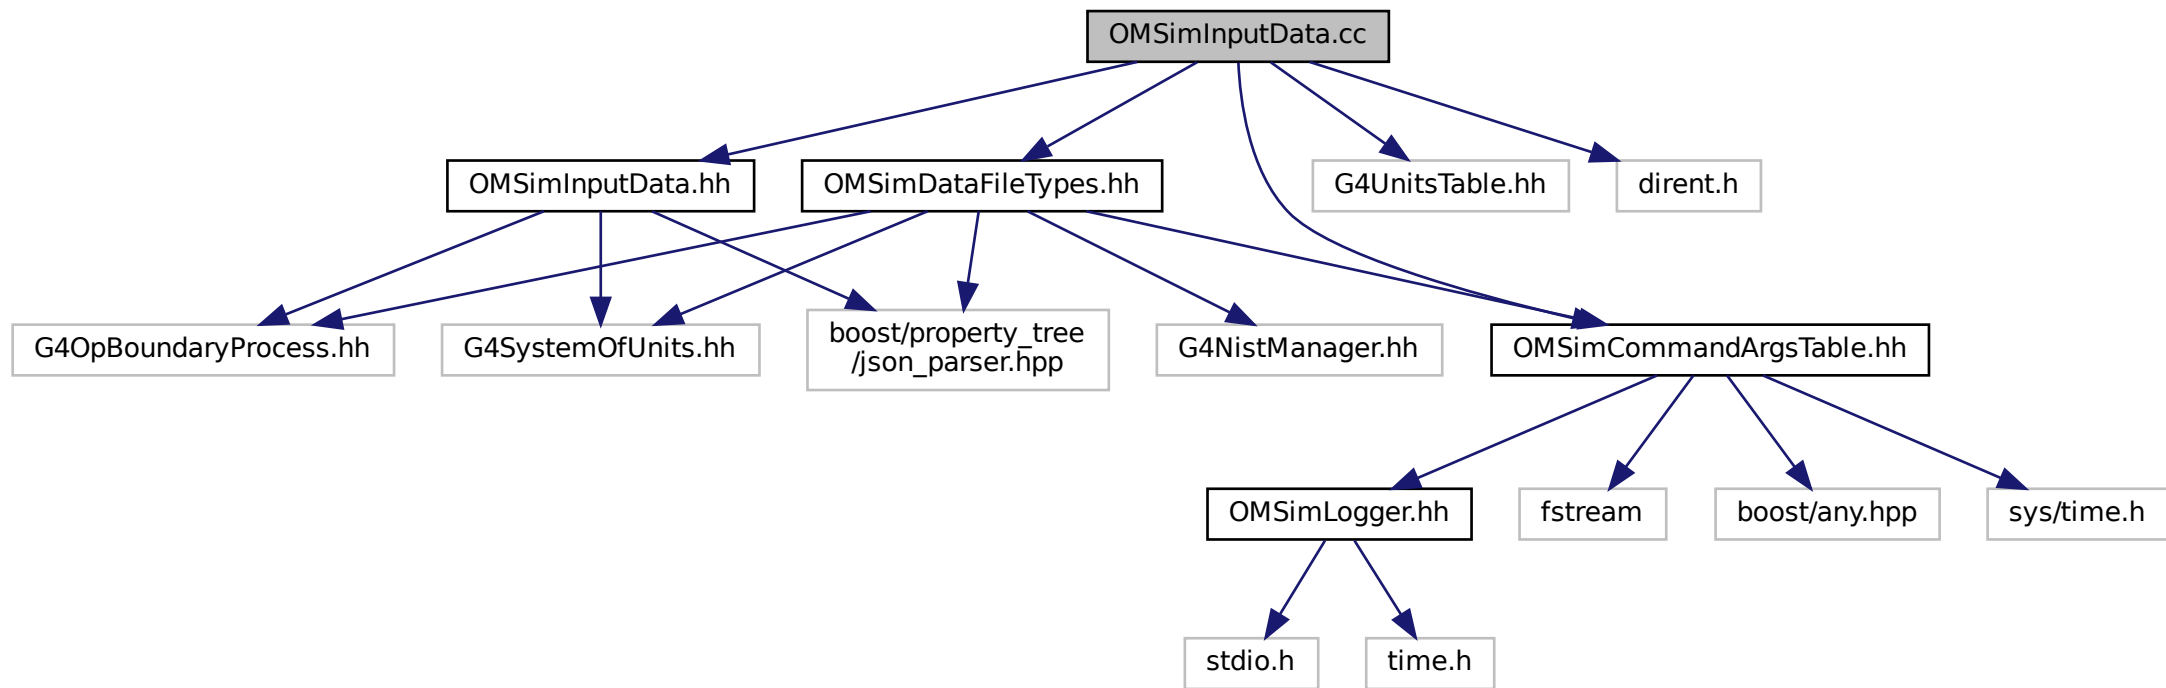 OMSimInputData.cc
OMSimInputData.hh
OMSimDataFileTypes.hh
G4UnitsTable.hh
dirent.h
G4OpBoundaryProcess.hh
G4SystemOfUnits.hh
boost/property_tree
/json_parser.hpp
G4NistManager.hh
OMSimCommandArgsTable.hh
OMSimLogger.hh
fstream
boost/any.hpp
sys/time.h
stdio.h
time.h